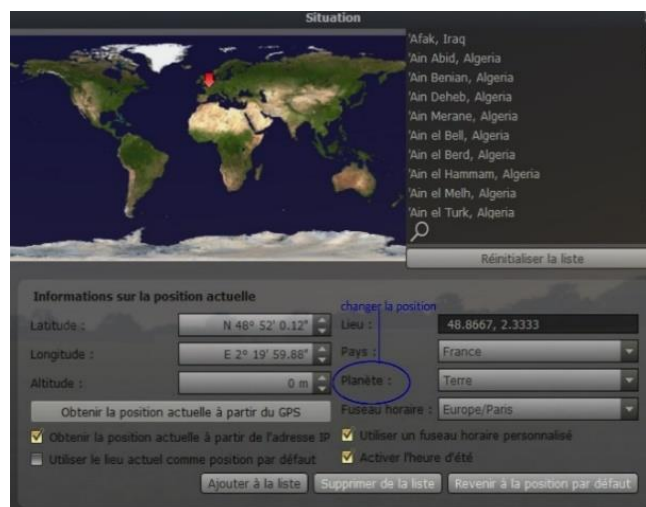 Situation
'Afak, Iraq
'Ain Abid, Algeria
'Ain Benian, Algeria
'Ain Deheb, Algeria
'Ain Merane, Algeria
'Ain el Bell, Algeria
'Ain el Berd, Algeria
'Ain el Hammam, Algeria
'Ain el Melh, Algeria
'Ain el Turk, Algeria
Réinitialiser la liste
Informations sur la position actuelle
changer la position
Latitude : N 48° 52' 0.12" Lieu : 48.8667, 2.3333
Longitude : E 2° 19' 59.88" Pays : France
Altitude : 0 m Planète : Terre
Obtenir la position actuelle à partir du GPS Fuseau horaire : Europe/Paris
Obtenir la position actuelle à partir de l'adresse IP Utiliser un fuseau horaire personnalisé
Utiliser le lieu actuel comme position par défaut Activer l'heure d'été
Ajouter à la liste Supprimer de la liste Revenir à la position par défaut